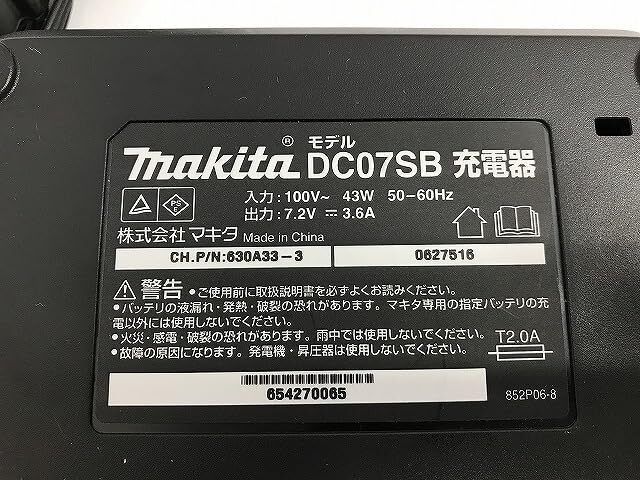 モデル
makita® DC07SB 充電器
入力:100V~ 43W 50-60Hz
出力:7.2V ⎓ 3.6A
PS
E
株式会社マキタ Made in China
CH.P/N:630A33-3 0627516
警告 •ご使用前に取扱説明書を必ずよくお読みください。
•バッテリの液漏れ・発熱・破裂の恐れがあります。マキタ専用の指定バッテリの充
電以外には使用しないでください。
•火災・感電・破裂の恐れがあります。雨中では使用しないでください。
•故障の原因になります。発電機・昇圧器は使用しないでください。
T2.0A
654270065
852P06-8